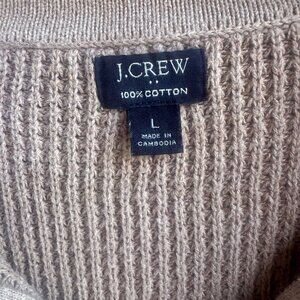 J.CREW
100% COTTON
L
MADE IN
CAMBODIA